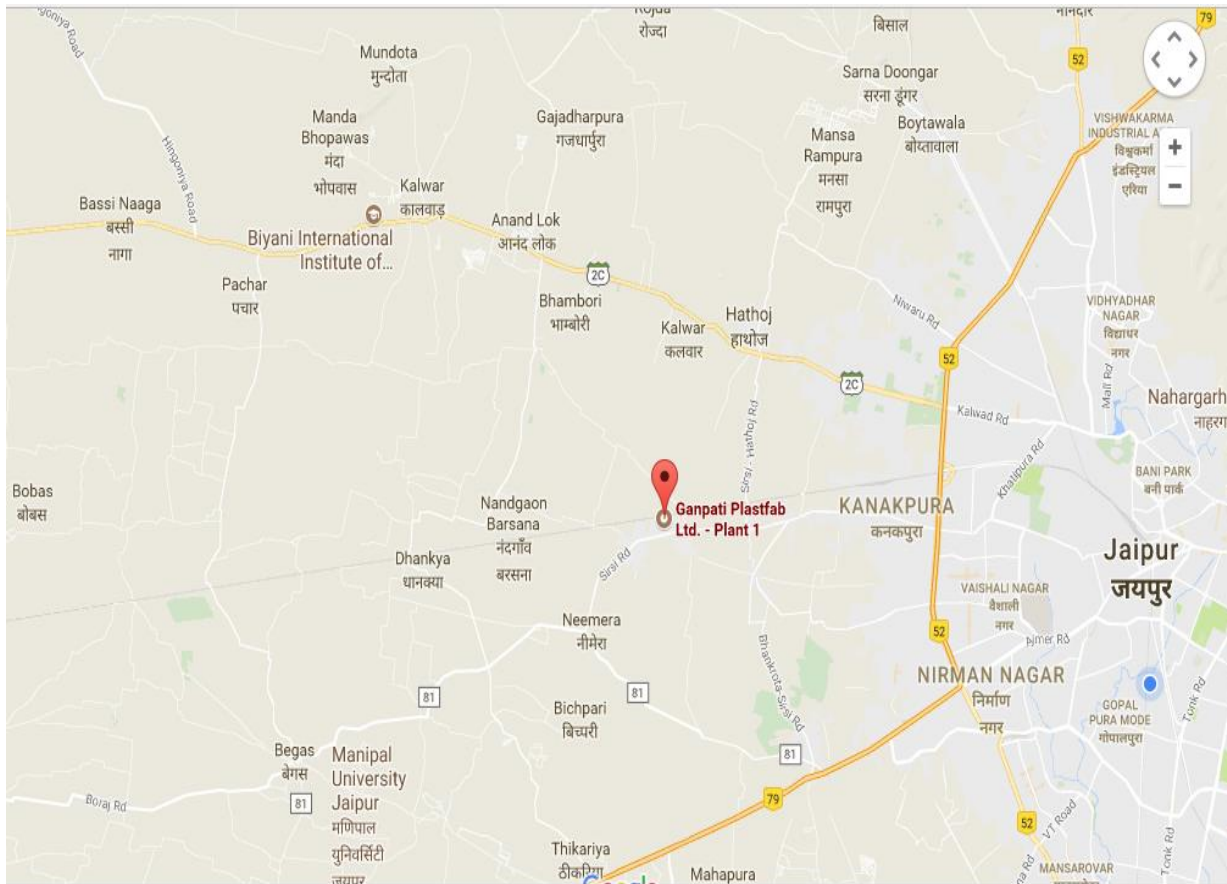 रोज्दा
बिसाल
52
79
Mundota
मुन्दोता
Sarna Doongar
सरना डूंगर
Hingoniya Road
Manda
Bhopawas
मंदा
भोपवास
Gajadharpura
गजधार्पुरा
Mansa
Rampura
मनसा
रामपुरा
Boytawala
बोय्तावाला
VISHWAKARMA
INDUSTRIAL A
विश्वकर्मा
इंडस्ट्रियल
एरिया
+
−
Kalwar
कालवाड़
Bassi Naaga
बस्सी
नागा
Anand Lok
आनंद लोक
Biyani International
Institute of...
Pachar
पचार
2C
Bhambori
भाम्बोरी
Hathoj
हाथोज
Kalwar
कलवार
Niwaru Rd
VIDHYADHAR
NAGAR
विद्याधर
नगर
52
2C
Mall Rd
Kalwad Rd
Nahargarh
नाहरग
Sirsi - Hathoj Rd
Khatipura Rd
BANI PARK
बनी पार्क
Bobas
बोबस
Nandgaon
Barsana
नंदगाँव
बरसना
Ganpati Plastfab
Ltd. - Plant 1
KANAKPURA
कनकपुरा
Dhankya
धानक्या
Sirsi Rd
Jaipur
जयपुर
VAISHALI NAGAR
वैशाली
नगर
Neemera
नीमेरा
52
Ajmer Rd
Bhankrota-Sirsi Rd
NIRMAN NAGAR
निर्माण
नगर
81
81
Bichpari
बिच्परी
GOPAL
PURA MODE
गोपालपुरा
Tonk Rd
Tonk Rd
Begas
बेगस
Manipal
University
Jaipur
मणिपाल
युनिवर्सिटी
जयपुर
81
81
Boraj Rd
79
52
VT Road
Thikariya
ठीकरिया
Mahapura
MANSAROVAR
Google